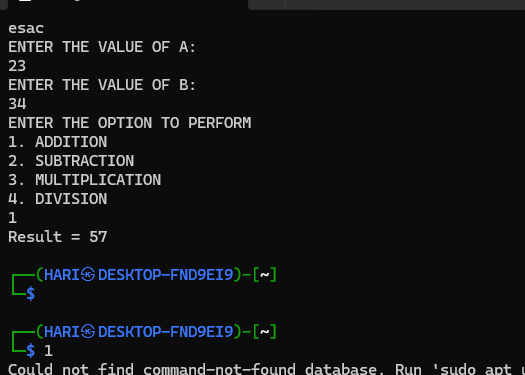 esac
ENTER THE VALUE OF A:
23
ENTER THE VALUE OF B:
34
ENTER THE OPTION TO PERFORM
1. ADDITION
2. SUBTRACTION
3. MULTIPLICATION
4. DIVISION
1
Result = 57
┌──(HARI㉿DESKTOP-FND9EI9)-[~]
└─$
┌──(HARI㉿DESKTOP-FND9EI9)-[~]
└─$ 1
Could not find command-not-found database. Run 'sudo apt